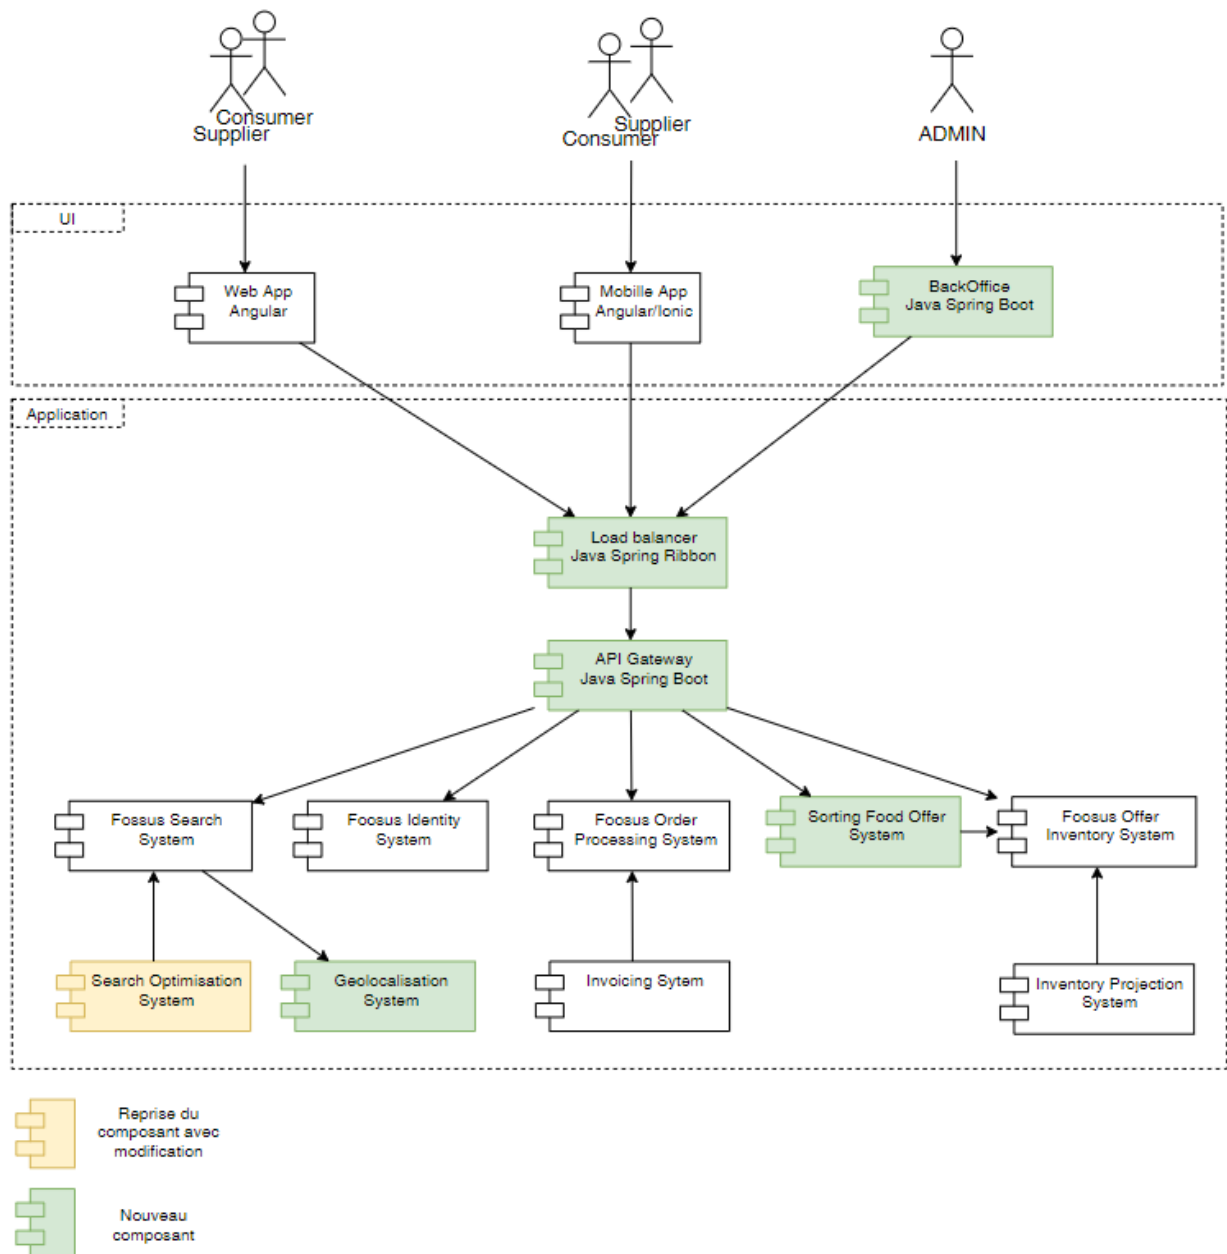 Consumer
Supplier
Supplier
Consumer
ADMIN
UI
Web App
Angular
Mobille App
Angular/Ionic
BackOffice
Java Spring Boot
Application
Load balancer
Java Spring Ribbon
API Gateway
Java Spring Boot
Fossus Search
System
Foosus Identity
System
Foosus Order
Processing System
Sorting Food Offer
System
Foosus Offer
Inventory System
Search Optimisation
System
Geolocalisation
System
Invoicing Sytem
Inventory Projection
System
Reprise du
composant avec
modification
Nouveau
composant